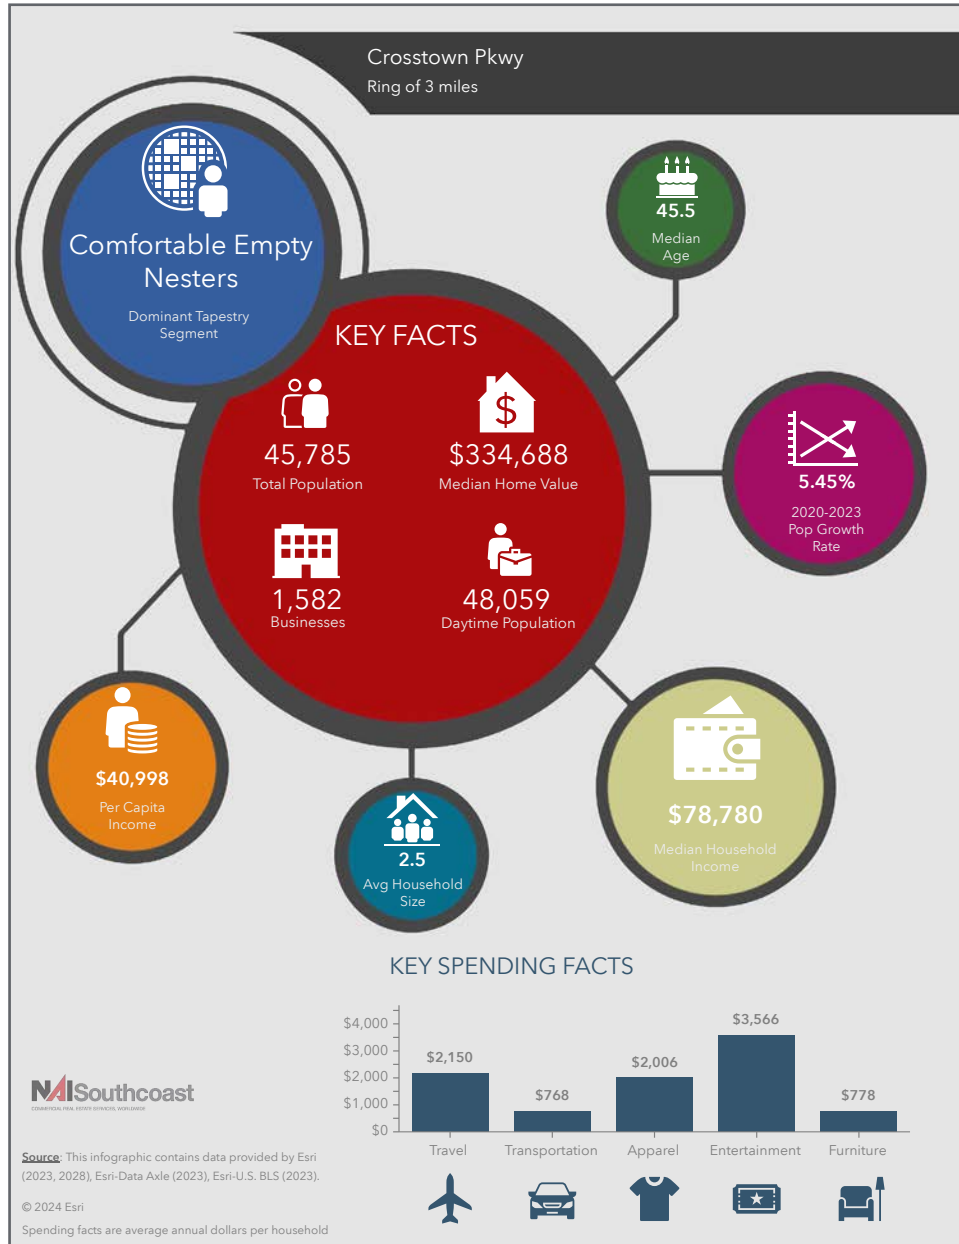 Crosstown Pkwy
Ring of 3 miles
Comfortable Empty
Nesters
Dominant Tapestry
Segment
45.5
Median
Age
KEY FACTS
45,785
Total Population
$334,688
Median Home Value
1,582
Businesses
48,059
Daytime Population
5.45%
2020-2023
Pop Growth
Rate
$40,998
Per Capita
Income
2.5
Avg Household
Size
$78,780
Median Household
Income
KEY SPENDING FACTS
$4,000
$3,000
$2,000
$1,000
$0
$2,150
$768
$2,006
$3,566
$778
Travel
Transportation
Apparel
Entertainment
Furniture
NAISouthcoast
COMMERCIAL REAL ESTATE SERVICES, WORLDWIDE
Source: This infographic contains data provided by Esri
(2023, 2028), Esri-Data Axle (2023), Esri-U.S. BLS (2023).
© 2024 Esri
Spending facts are average annual dollars per household